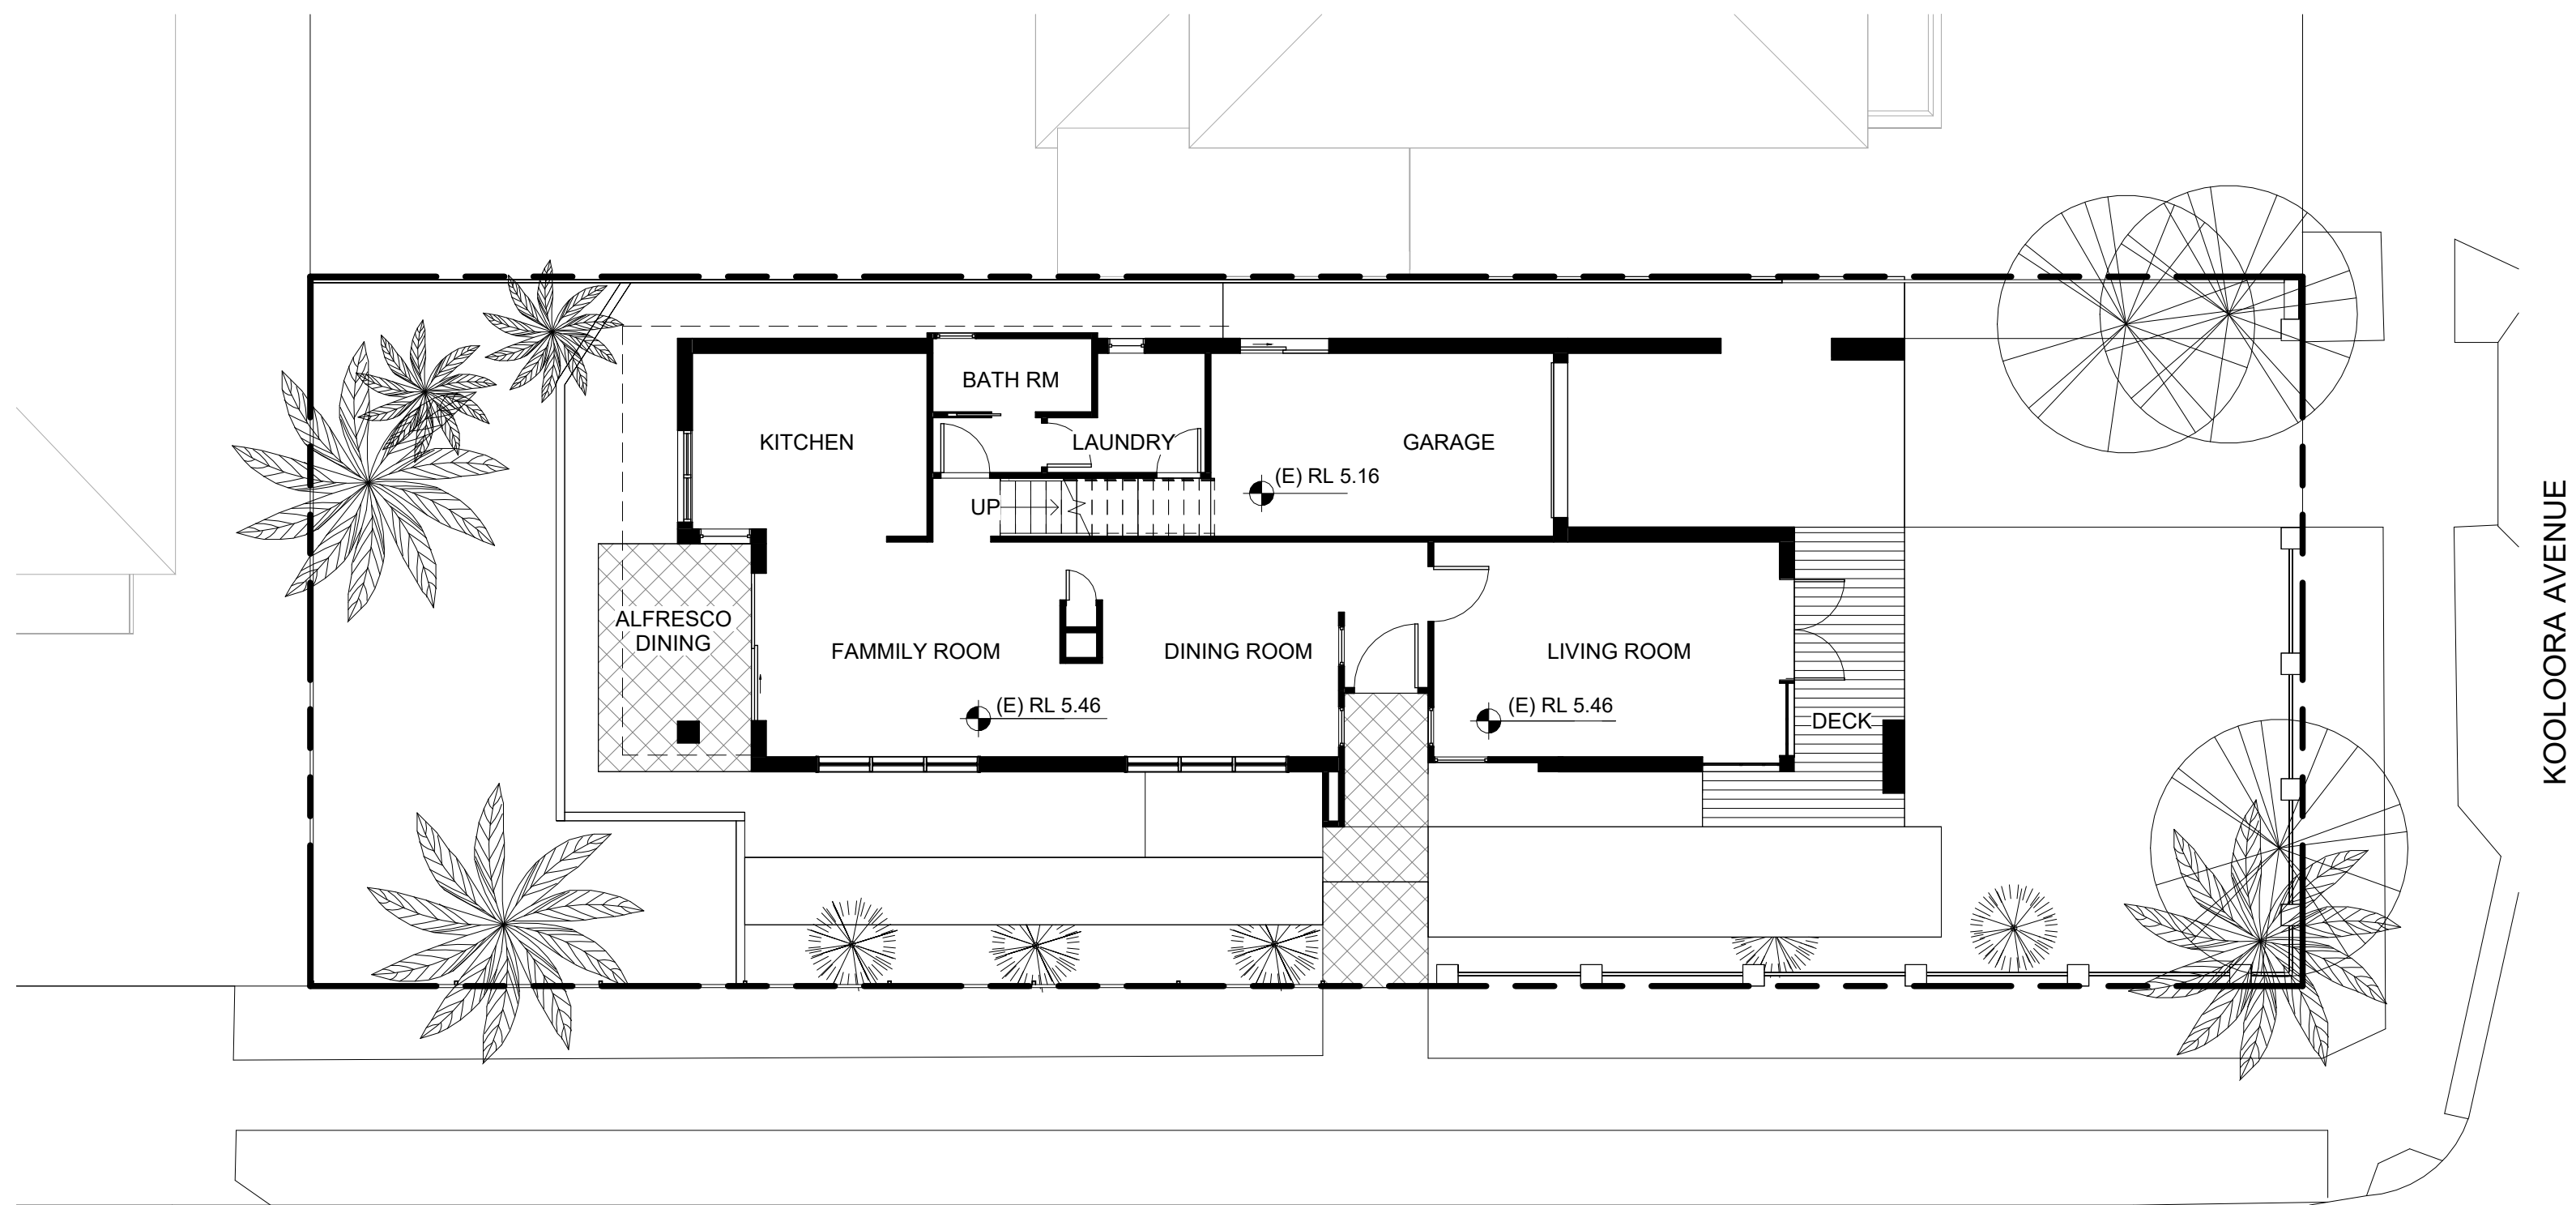 BATH RM
KITCHEN
LAUNDRY
GARAGE
(E) RL 5.16
UP
KOOLOORA AVENUE
ALFRESCO
DINING
FAMMILY ROOM
DINING ROOM
LIVING ROOM
(E) RL 5.46
(E) RL 5.46
DECK